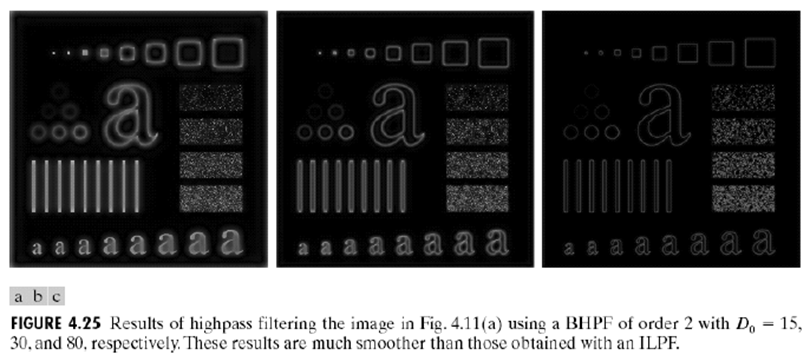 a
a a a a a a a a
a
a a a a a a a a
a
a a a a a a a a
a b c
FIGURE 4.25 Results of highpass filtering the image in Fig. 4.11(a) using a BHPF of order 2 with D₀ = 15,
30, and 80, respectively. These results are much smoother than those obtained with an ILPF.